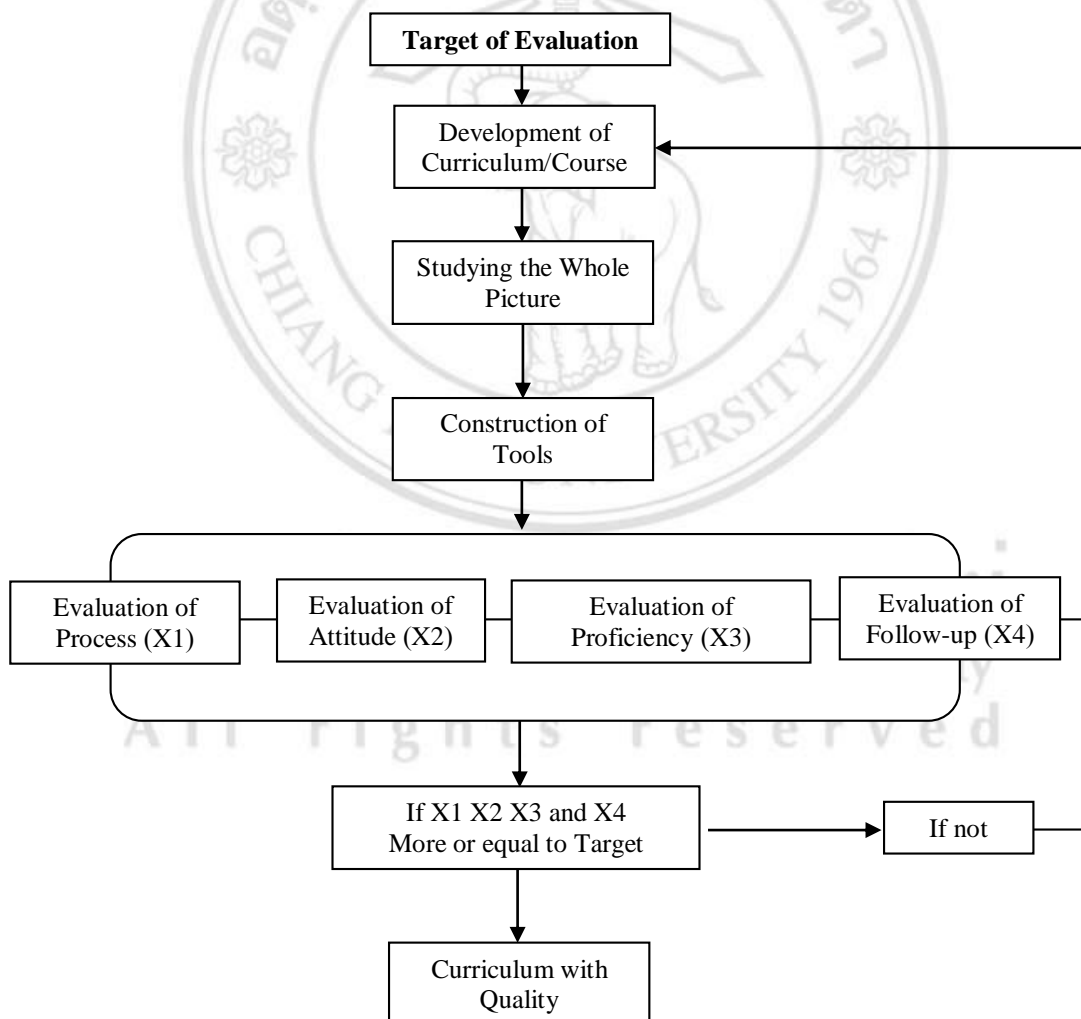 Target of Evaluation
Development of
Curriculum/Course
Studying the Whole
Picture
Construction of
Tools
Evaluation of
Process (X1)
Evaluation of
Attitude (X2)
Evaluation of
Proficiency (X3)
Evaluation of
Follow-up (X4)
If X1 X2 X3 and X4
More or equal to Target
If not
Curriculum with
Quality
CHIANG
UNIVERSITY 1964
All rights reserved